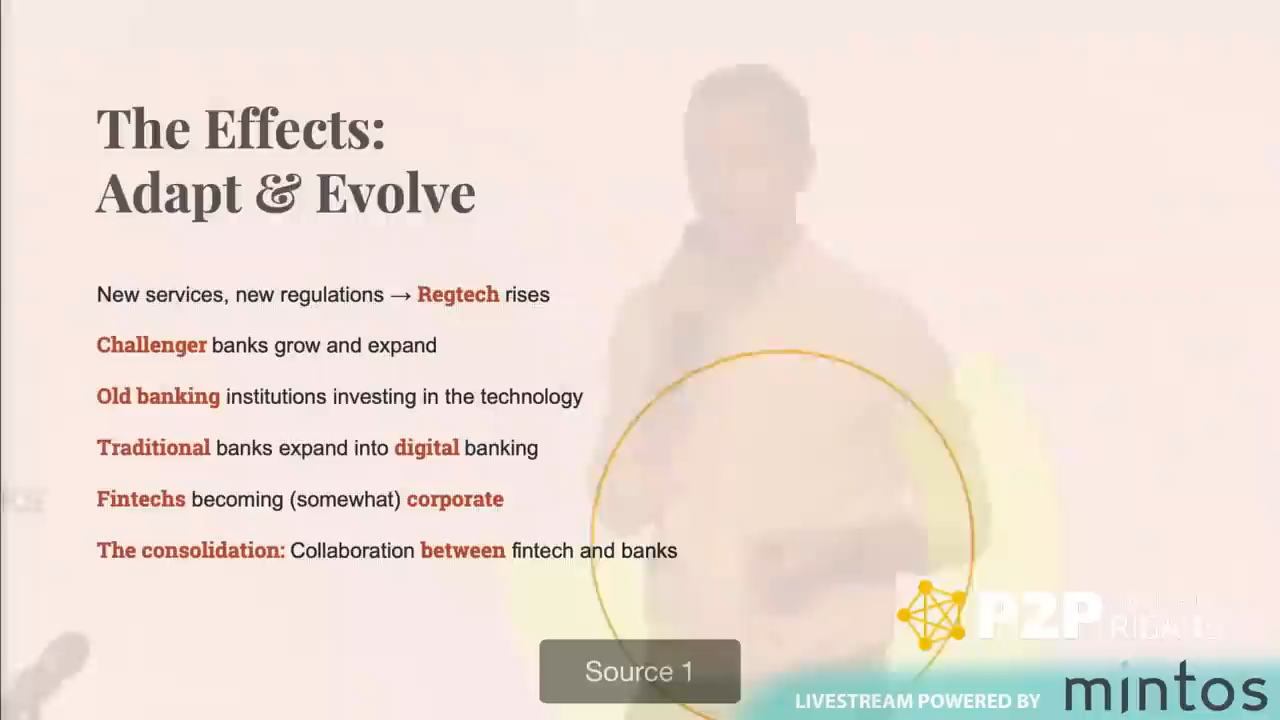 The Effects:
Adapt & Evolve
New services, new regulations → Regtech rises
Challenger banks grow and expand
Old banking institutions investing in the technology
Traditional banks expand into digital banking
Fintechs becoming (somewhat) corporate
The consolidation: Collaboration between fintech and banks
P2P
Source 1
LIVESTREAM POWERED BY
mintos